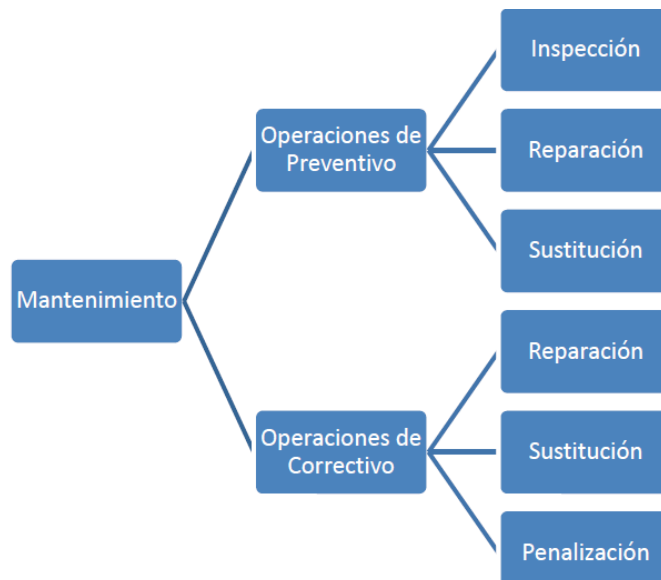 Mantenimiento
Operaciones de
Preventivo
Inspección
Reparación
Sustitución
Operaciones de
Correctivo
Reparación
Sustitución
Penalización